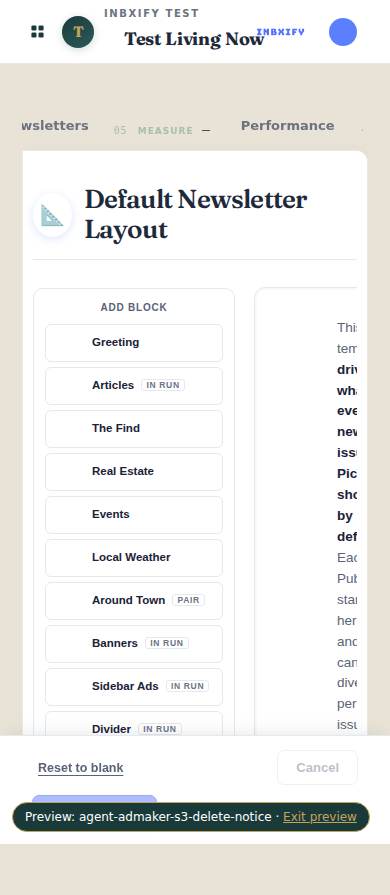 INBXIFY TEST
T
Test Living Now
INBXIFY
wsletters
05 MEASURE —
Performance
Default Newsletter
Layout
ADD BLOCK
Greeting
Articles IN RUN
The Find
Real Estate
Events
Local Weather
Around Town PAIR
Banners IN RUN
Sidebar Ads IN RUN
Divider IN RUN
This
tem
driv
wha
eve
new
issu
Pic
sho
by
def
Eac
Pub
star
her
and
can
dive
per
issu
Reset to blank
Cancel
Preview: agent-admaker-s3-delete-notice · Exit preview